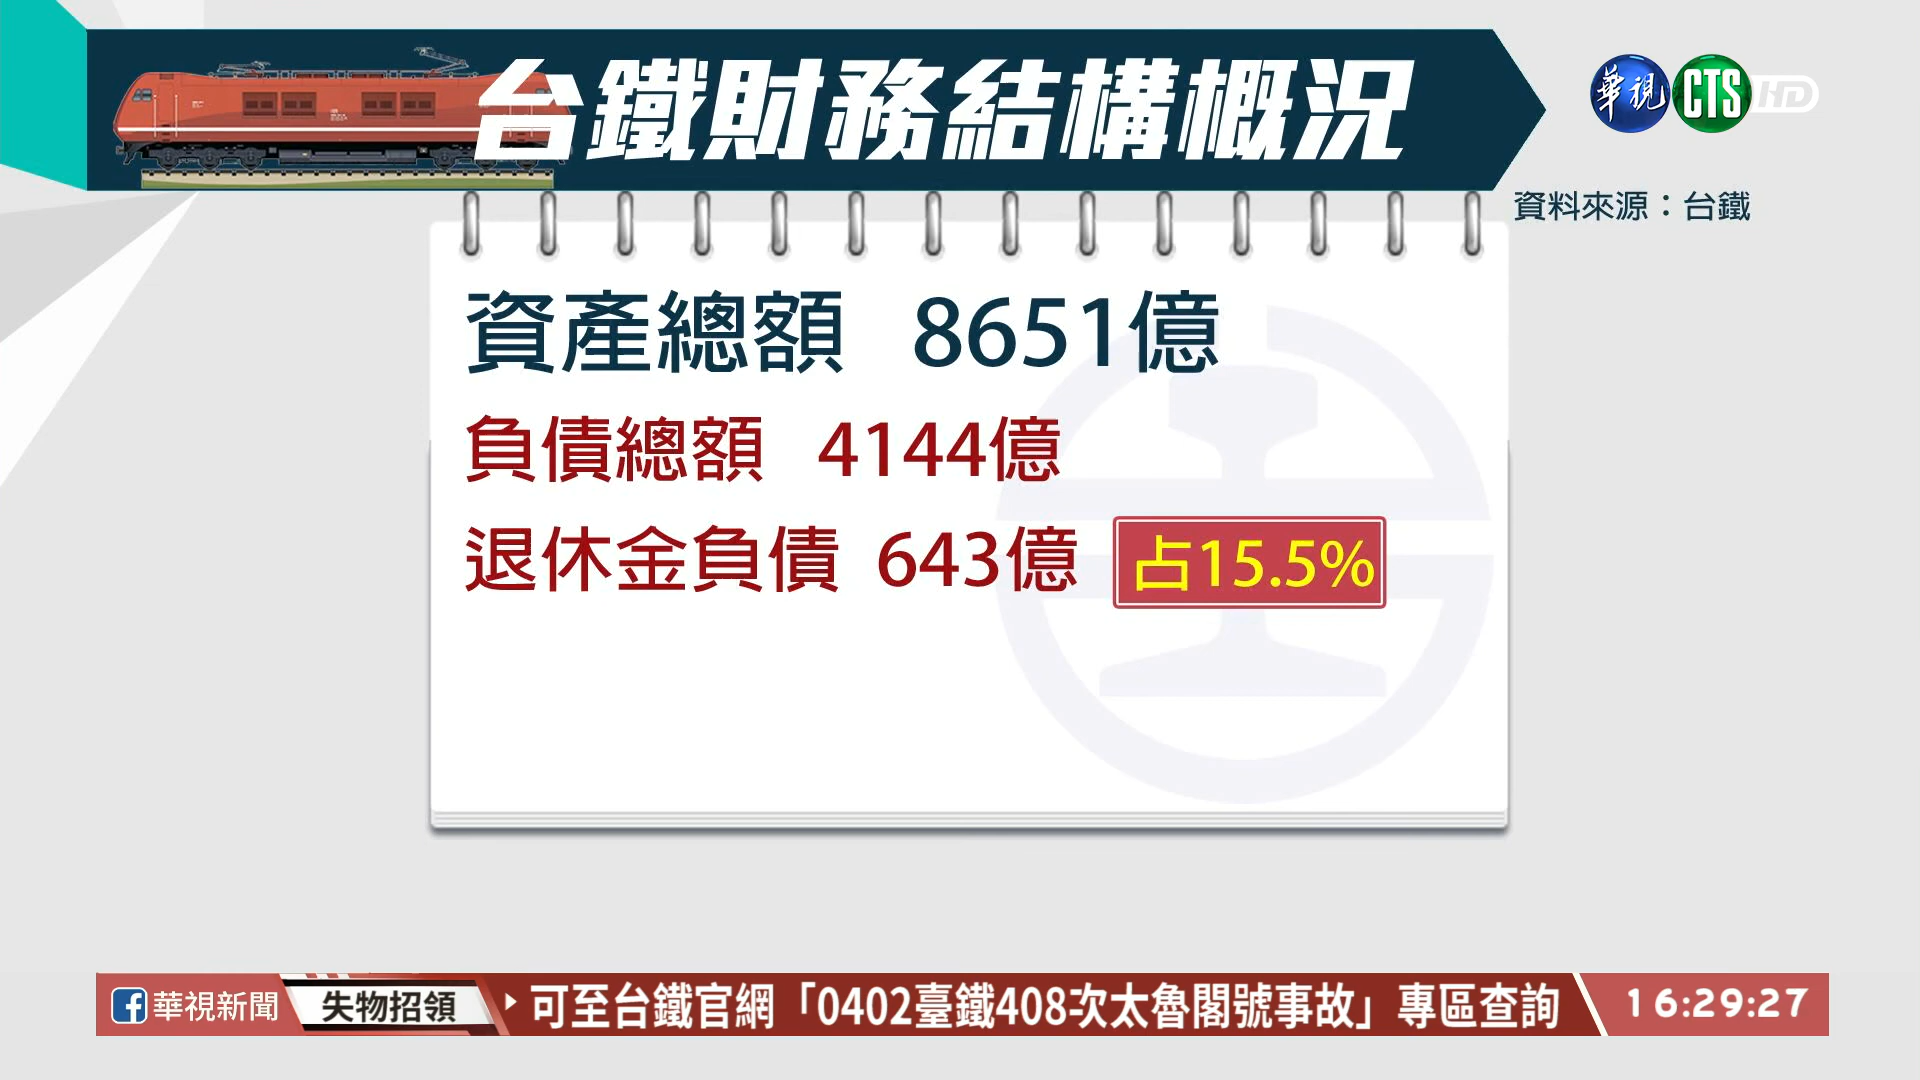 台鐵財務結構概況
華視 CTS HD
資料來源：台鐵
資產總額 8651億
負債總額 4144億
退休金負債 643億 占15.5%
華視新聞 失物招領 可至台鐵官網「0402臺鐵408次太魯閣號事故」專區查詢 16:29:27